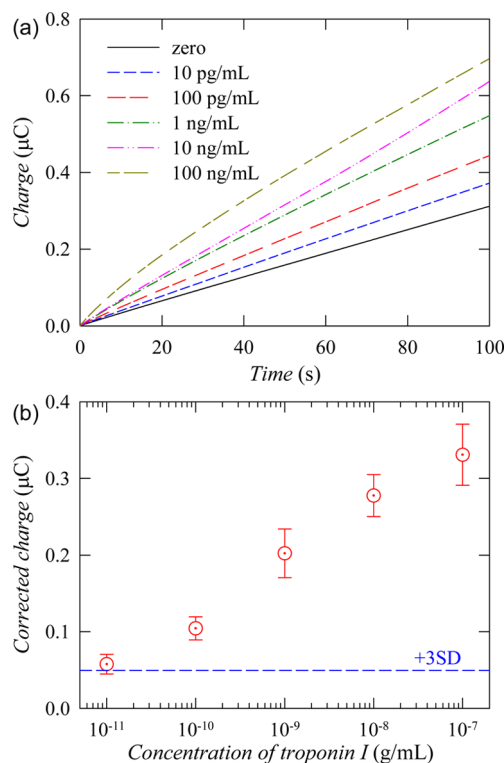 (a)
0.8
0.6
0.4
0.2
0.0
Charge (μC)
zero
10 pg/mL
100 pg/mL
1 ng/mL
10 ng/mL
100 ng/mL
0 20 40 60 80 100
Time (s)
(b)
0.4
0.3
0.2
0.1
0.0
Corrected charge (μC)
+3SD
10⁻¹¹ 10⁻¹⁰ 10⁻⁹ 10⁻⁸ 10⁻⁷
Concentration of troponin I (g/mL)